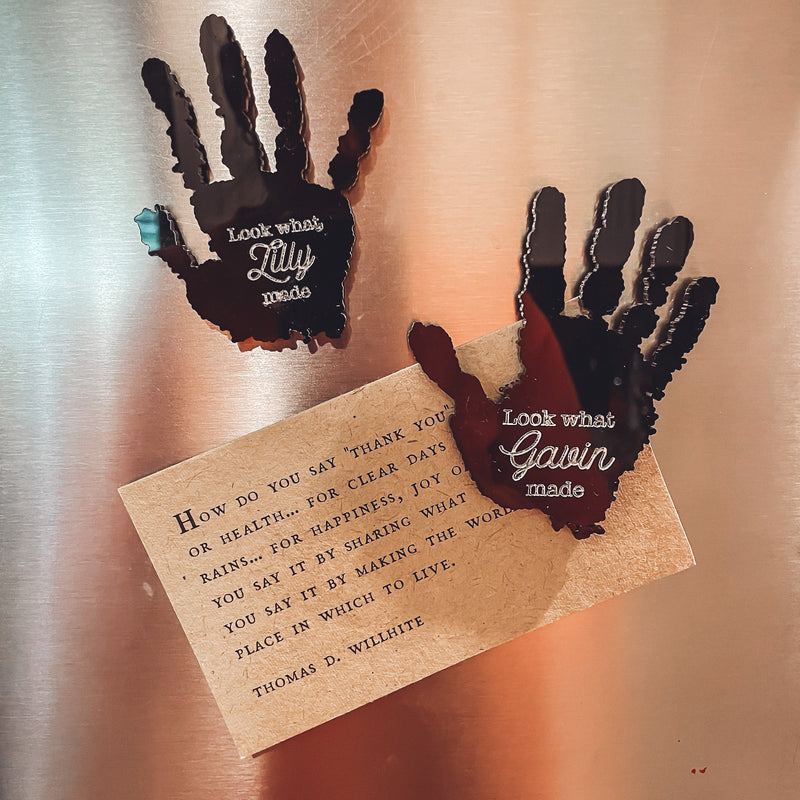 Look what
Lilly
made
Look what
Gavin
made
HOW DO YOU SAY "THANK YOU"
OR HEALTH... FOR CLEAR DAYS
RAINS... FOR HAPPINESS, JOY O
YOU SAY IT BY SHARING WHAT
YOU SAY IT BY MAKING THE WORL
PLACE IN WHICH TO LIVE.
THOMAS D. WILLHITE